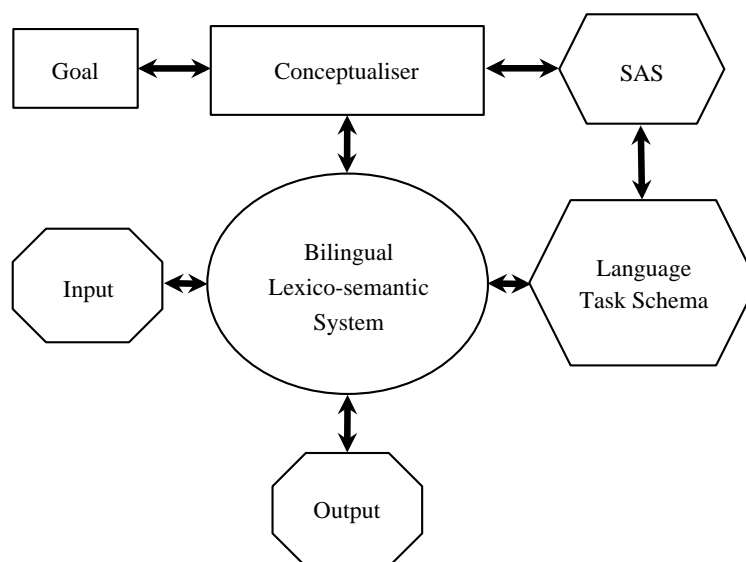 Goal
Conceptualiser
SAS
Input
Bilingual
Lexico-semantic
System
Language
Task Schema
Output